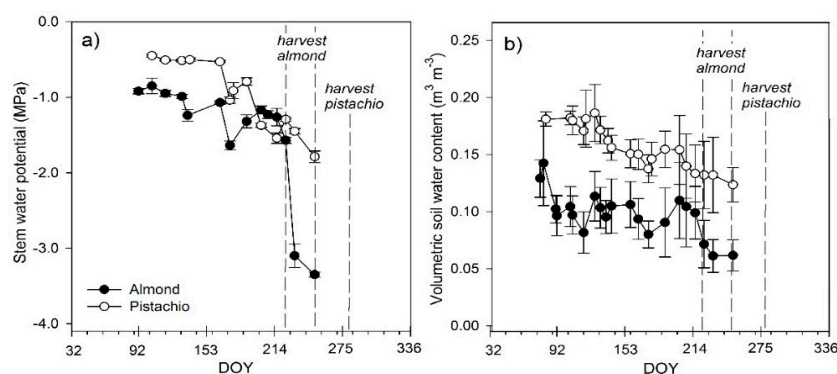 a)
harvest
almond
harvest
pistachio
Stem water potential (MPa)
0.0
-1.0
-2.0
-3.0
-4.0
Almond
Pistachio
32
92
153
214
275
336
DOY
b)
harvest
almond
harvest
pistachio
Volumetric soil water content (m³ m⁻³)
0.25
0.20
0.15
0.10
0.05
0.00
32
92
153
214
275
336
DOY